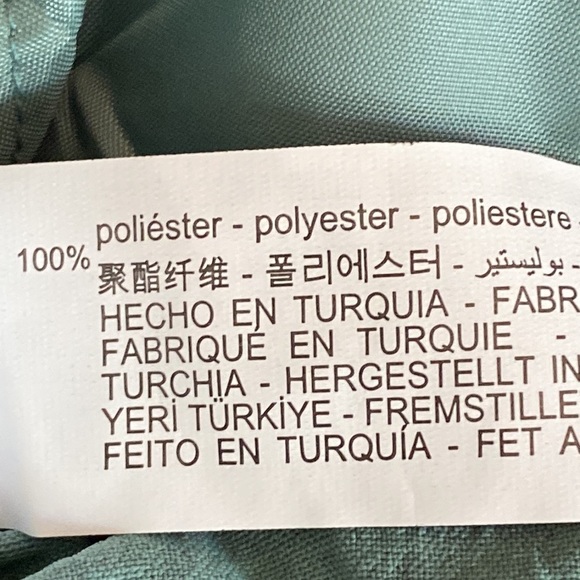 poliéster - polyester - poliestere
100%
聚酯纤维 - 폴리에스터 - بوليستير -
HECHO EN TURQUIA - FABR
FABRIQUÉ EN TURQUIE -
TURCHIA - HERGESTELLT IN
YERİ TÜRKİYE - FREMSTILLE
FEITO EN TURQUÍA - FET A